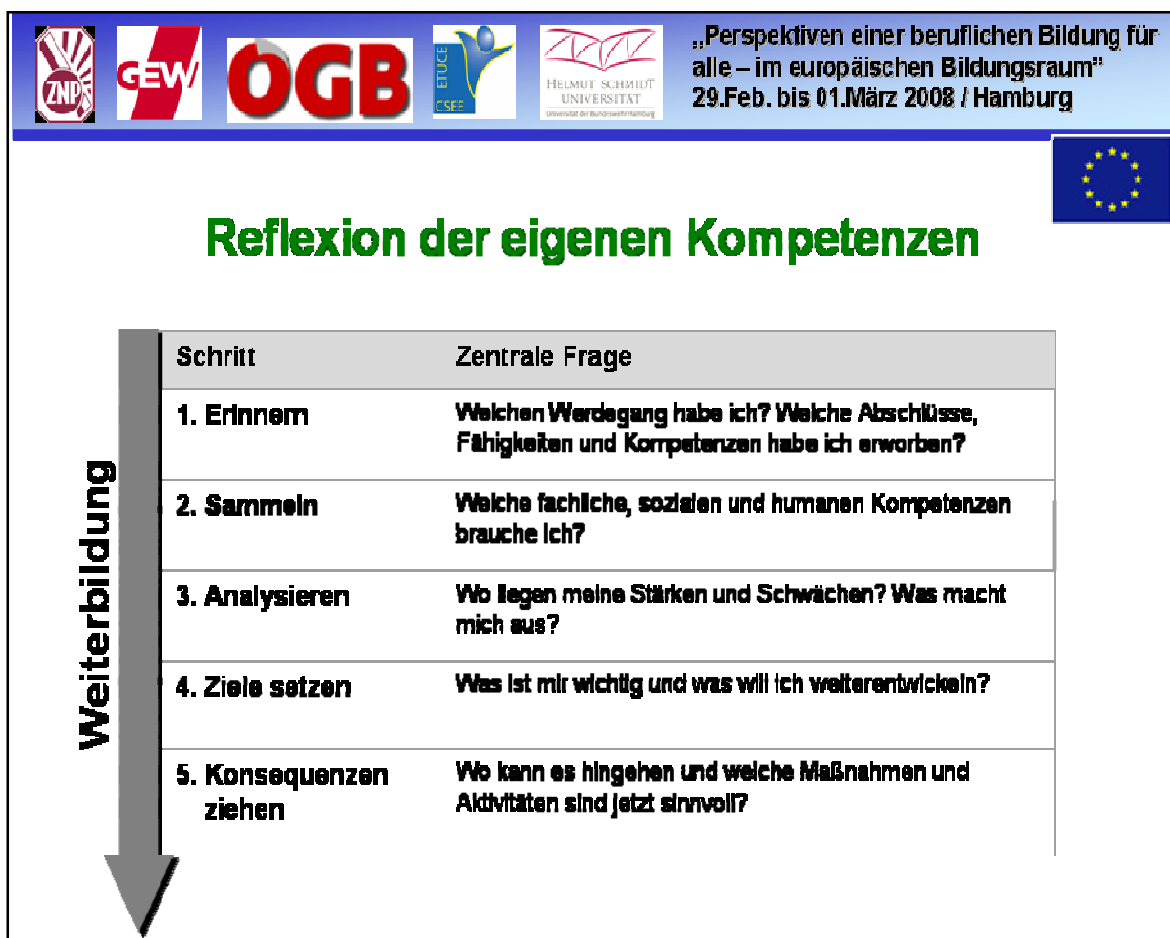 ZNP
GEW
ÖGB
ETUCE
CSEE
HELMUT SCHMIDT
UNIVERSITÄT
Universität der Bundeswehr Hamburg
„Perspektiven einer beruflichen Bildung für
alle – im europäischen Bildungsraum”
29.Feb. bis 01.März 2008 / Hamburg
Reflexion der eigenen Kompetenzen
Weiterbildung
Schritt Zentrale Frage
1. Erinnern Welchen Werdegang habe ich? Welche Abschlüsse,
Fähigkeiten und Kompetenzen habe ich erworben?
2. Sammeln Welche fachliche, sozialen und humanen Kompetenzen
brauche ich?
3. Analysieren Wo liegen meine Stärken und Schwächen? Was macht
mich aus?
4. Ziele setzen Was ist mir wichtig und was will ich weiterentwickeln?
5. Konsequenzen Wo kann es hingehen und welche Maßnahmen und
ziehen Aktivitäten sind jetzt sinnvoll?